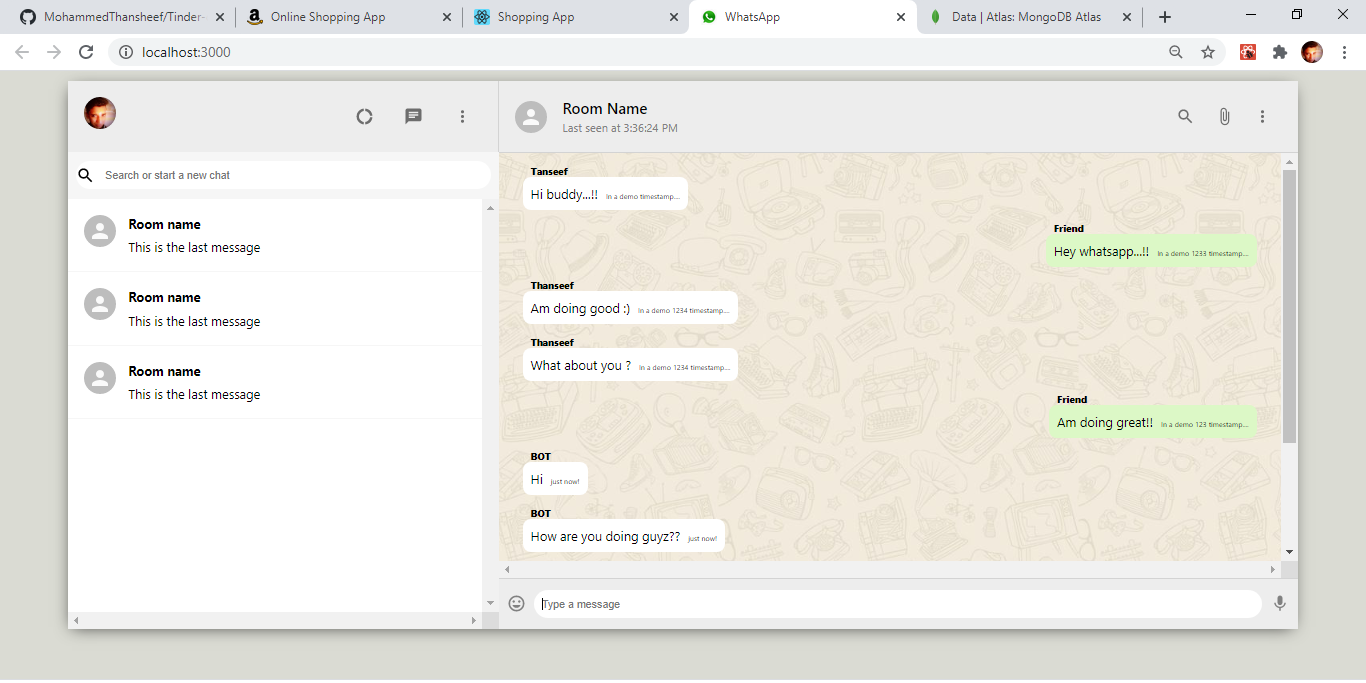 MohammedThansheef/Tinder-
Online Shopping App
Shopping App
WhatsApp
Data | Atlas: MongoDB Atlas
localhost:3000
Room Name
Last seen at 3:36:24 PM
Search or start a new chat
Room name
This is the last message
Room name
This is the last message
Room name
This is the last message
Tanseef
Hi buddy...!! In a demo timestamp...
Friend
Hey whatsapp...!! In a demo 1233 timestamp...
Thanseef
Am doing good :) In a demo 1234 timestamp...
Thanseef
What about you ? In a demo 1234 timestamp...
Friend
Am doing great!! In a demo 123 timestamp...
BOT
Hi just now!
BOT
How are you doing guyz?? just now!
Type a message